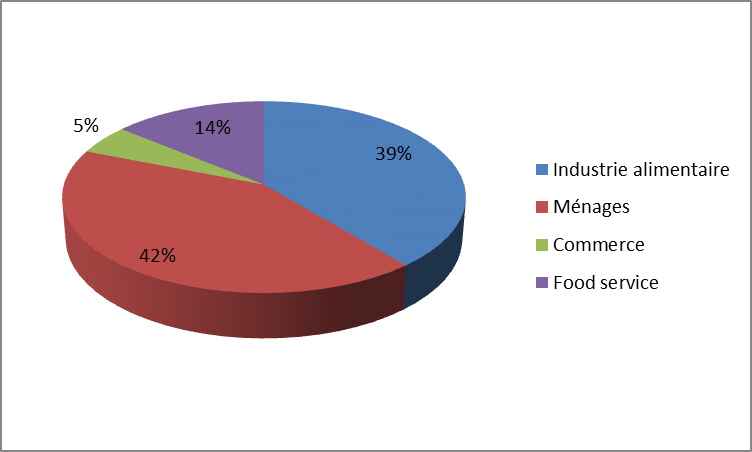 5%
14%
39%
42%
Industrie alimentaire
Ménages
Commerce
Food service